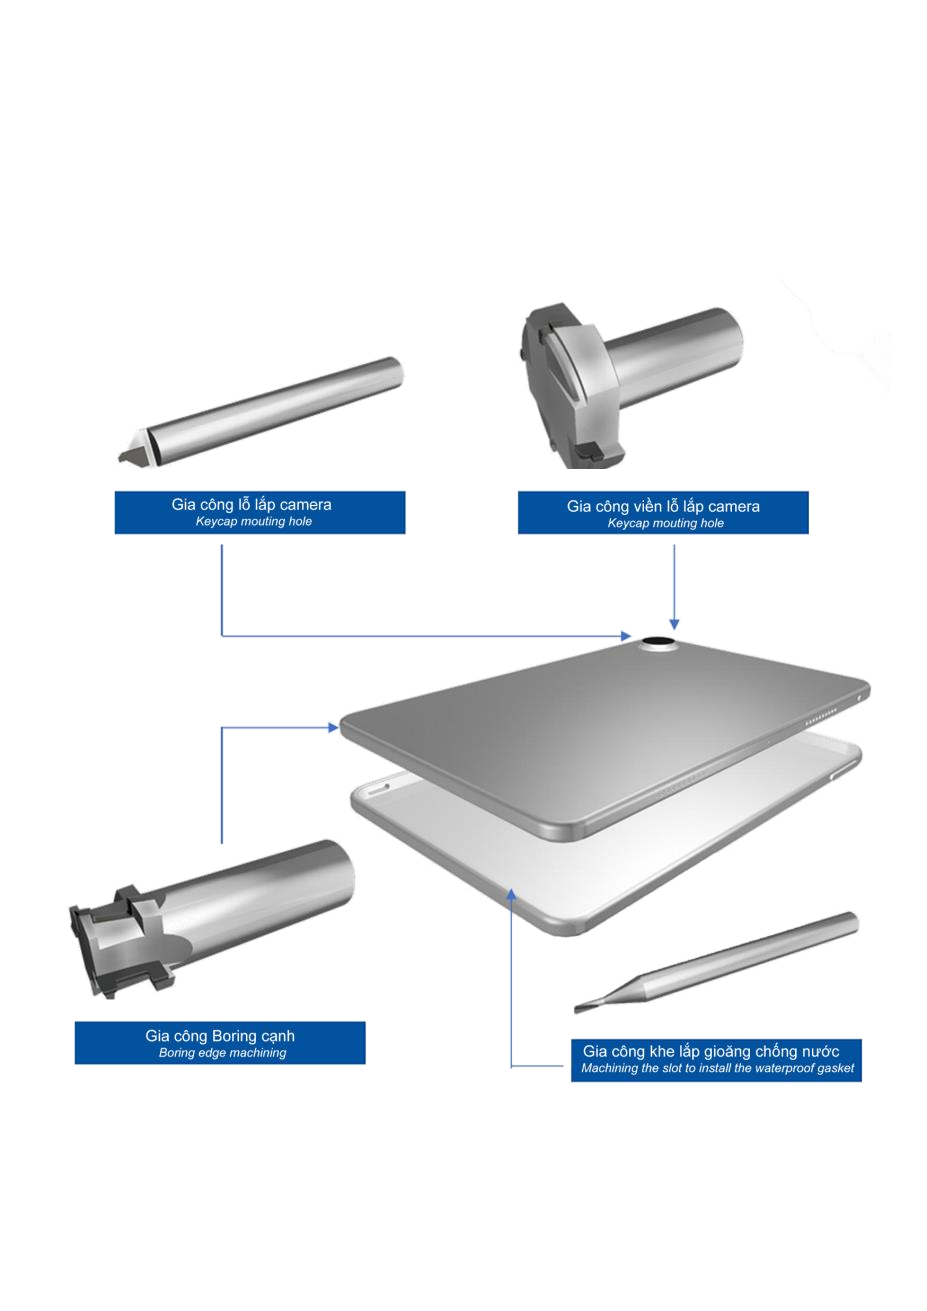 Gia công lỗ lắp camera
Keycap mouting hole
Gia công viền lỗ lắp camera
Keycap mouting hole
Gia công Boring cạnh
Boring edge machining
Gia công khe lắp gioăng chống nước
Machining the slot to install the waterproof gasket